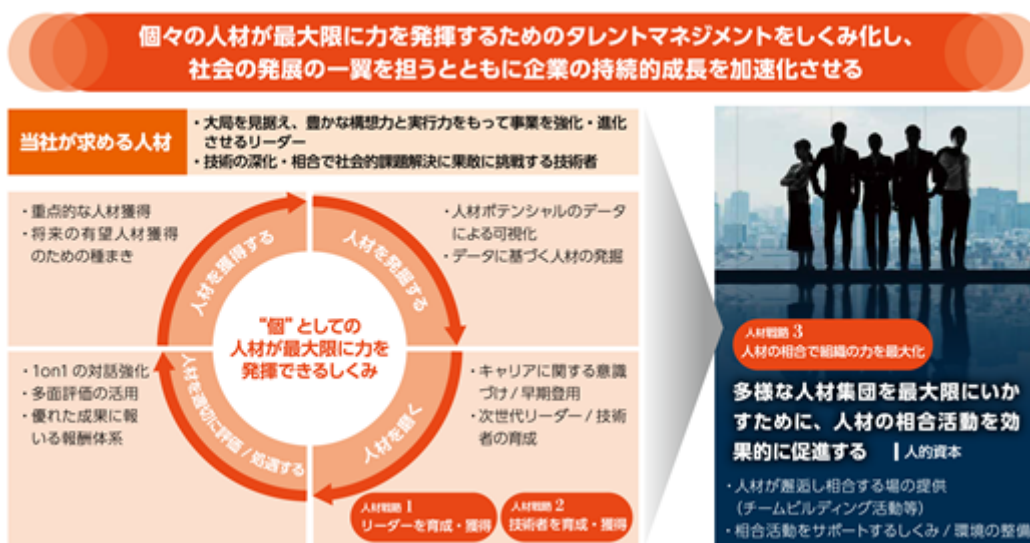 個々の人材が最大限に力を発揮するためのタレントマネジメントをしくみ化し、
社会の発展の一翼を担うとともに企業の持続的成長を加速化させる
当社が求める人材
・大局を見据え、豊かな構想力と実行力をもって事業を強化・進化
させるリーダー
・技術の深化・相合で社会的課題解決に果敢に挑戦する技術者
・重点的な人材獲得
・将来の有望人材獲得
のための種まき
人材を獲得する
人材を発掘する
・人材ポテンシャルのデータ
による可視化
・データに基づく人材の発掘
“個”としての
人材が最大限に力を
発揮できるしくみ
・1on1の対話強化
・多面評価の活用
・優れた成果に報
いる報酬体系
人材を適切に評価/処遇する
人材を磨く
・キャリアに関する意識
づけ/早期登用
・次世代リーダー/技術
者の育成
人材戦略 1
リーダーを育成・獲得
人材戦略 2
技術者を育成・獲得
人材戦略 3
人材の相合で組織の力を最大化
多様な人材集団を最大限にいか
すために、人材の相合活動を効
果的に促進する
人的資本
・人材が邂逅し相合する場の提供
(チームビルディング活動等)
・相合活動をサポートするしくみ/環境の整備